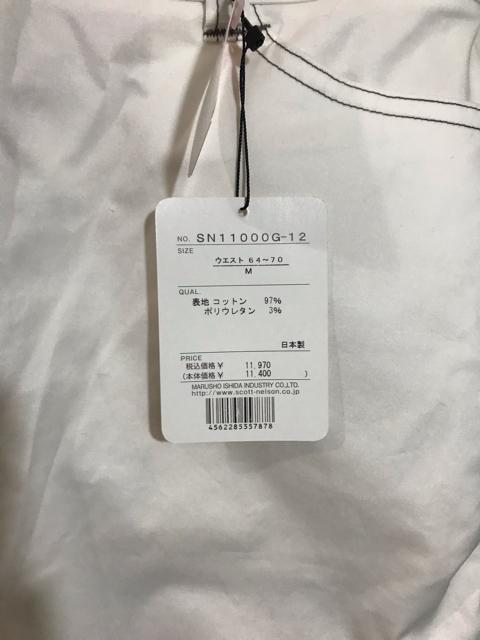 NO. SN11000G-12
SIZE
ウエスト 64～70
M
QUAL.
表地 コットン 97%
ポリウレタン 3%
日本製
PRICE
税込価格￥ 11,970
(本体価格￥ 11,400 )
MARUSHO ISHIDA INDUSTRY CO.,LTD.
http://www.scott-nelson.co.jp
4562285557878